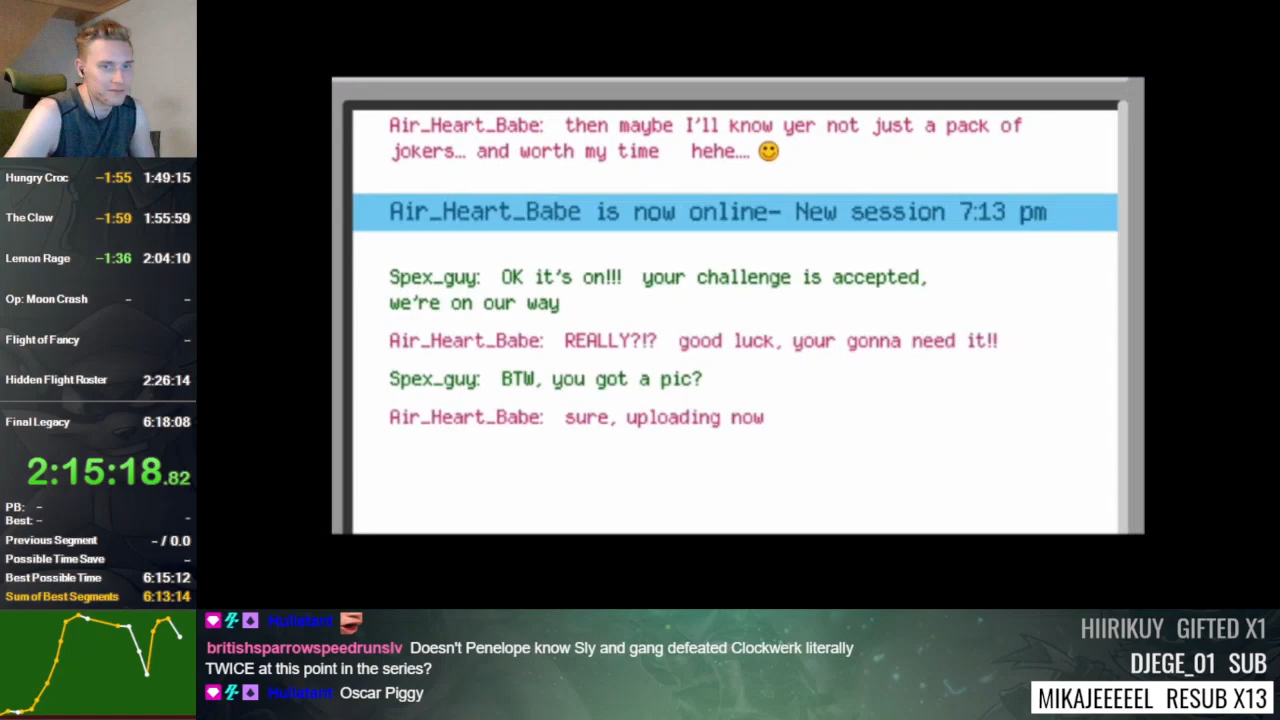 Air_Heart_Babe: then maybe I'll know yer not just a pack of
jokers... and worth my time hehe....
Air_Heart_Babe is now online- New session 7:13 pm
Spex_guy: OK it's on!!! your challenge is accepted,
we're on our way
Air_Heart_Babe: REALLY?!? good luck, your gonna need it!!
Spex_guy: BTW, you got a pic?
Air_Heart_Babe: sure, uploading now
Hungry Croc -1:55 1:49:15
The Claw -1:59 1:55:59
Lemon Rage -1:36 2:04:10
Op: Moon Crash - -
Flight of Fancy -
Hidden Flight Roster 2:26:14
Final Legacy 6:18:08
2:15:18.82
PB: -
Best: - -
Previous Segment - / 0.0
Possible Time Save -
Best Possible Time 6:15:12
Sum of Best Segments 6:13:14
Hullstant
britishsparrowspeedrunslv Doesn't Penelope know Sly and gang defeated Clockwerk literally
TWICE at this point in the series?
Hullstant Oscar Piggy
HIIRIKUY GIFTED X1
DJEGE_01 SUB
MIKAJEEEEEL RESUB X13